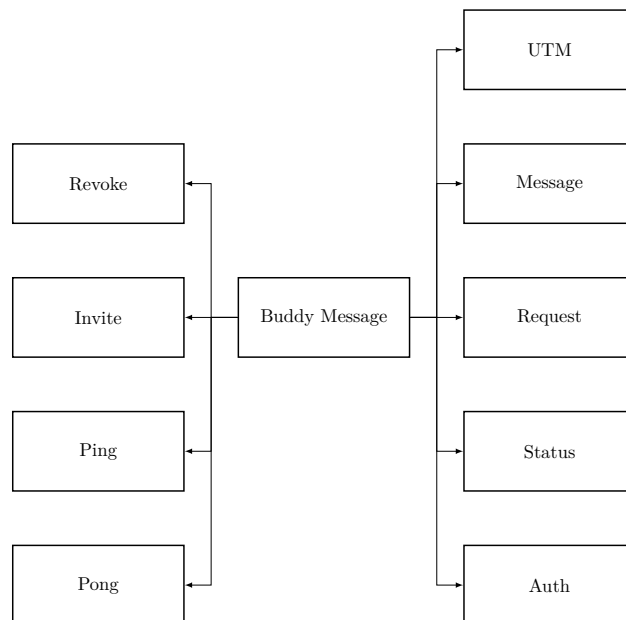 UTM
Revoke
Message
Invite
Buddy Message
Request
Ping
Status
Pong
Auth